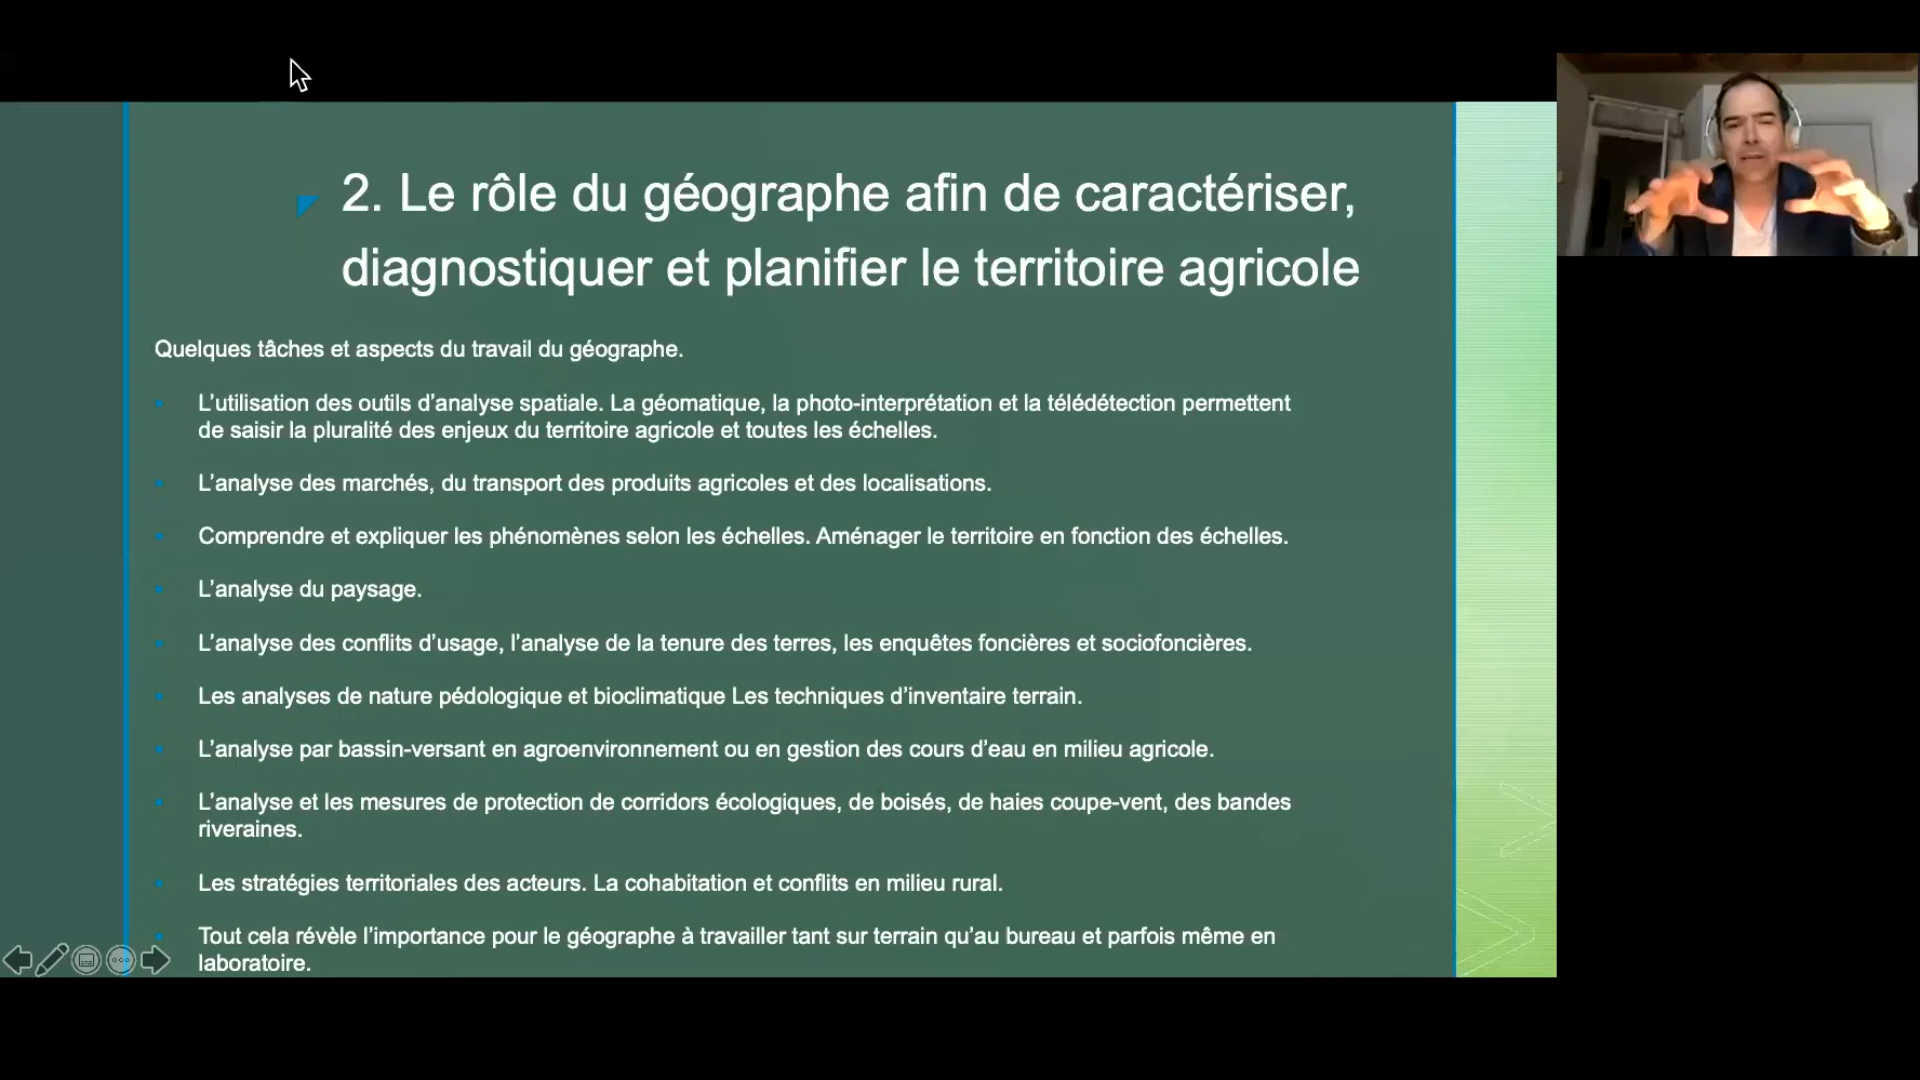 2. Le rôle du géographe afin de caractériser,
diagnostiquer et planifier le territoire agricole
Quelques tâches et aspects du travail du géographe.
L’utilisation des outils d’analyse spatiale. La géomatique, la photo-interprétation et la télédétection permettent
de saisir la pluralité des enjeux du territoire agricole et toutes les échelles.
L’analyse des marchés, du transport des produits agricoles et des localisations.
Comprendre et expliquer les phénomènes selon les échelles. Aménager le territoire en fonction des échelles.
L’analyse du paysage.
L’analyse des conflits d’usage, l’analyse de la tenure des terres, les enquêtes foncières et sociofoncières.
Les analyses de nature pédologique et bioclimatique Les techniques d’inventaire terrain.
L’analyse par bassin-versant en agroenvironnement ou en gestion des cours d’eau en milieu agricole.
L’analyse et les mesures de protection de corridors écologiques, de boisés, de haies coupe-vent, des bandes
riveraines.
Les stratégies territoriales des acteurs. La cohabitation et conflits en milieu rural.
Tout cela révèle l’importance pour le géographe à travailler tant sur terrain qu’au bureau et parfois même en
laboratoire.